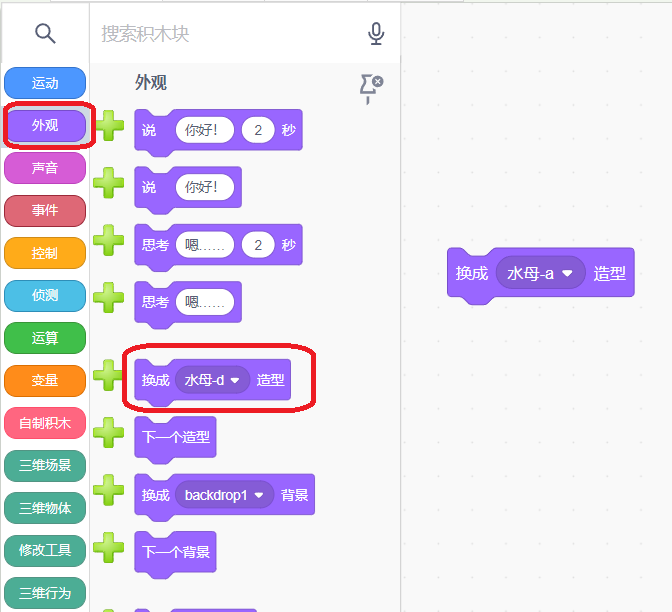 搜索积木块
运动
外观
声音
事件
控制
侦测
运算
变量
自制积木
三维场景
三维物体
修改工具
三维行为
外观
说 你好！ 2 秒
说 你好！
思考 嗯…… 2 秒
思考 嗯……
换成 水母-d 造型
下一个造型
换成 backdrop1 背景
下一个背景
换成 水母-a 造型